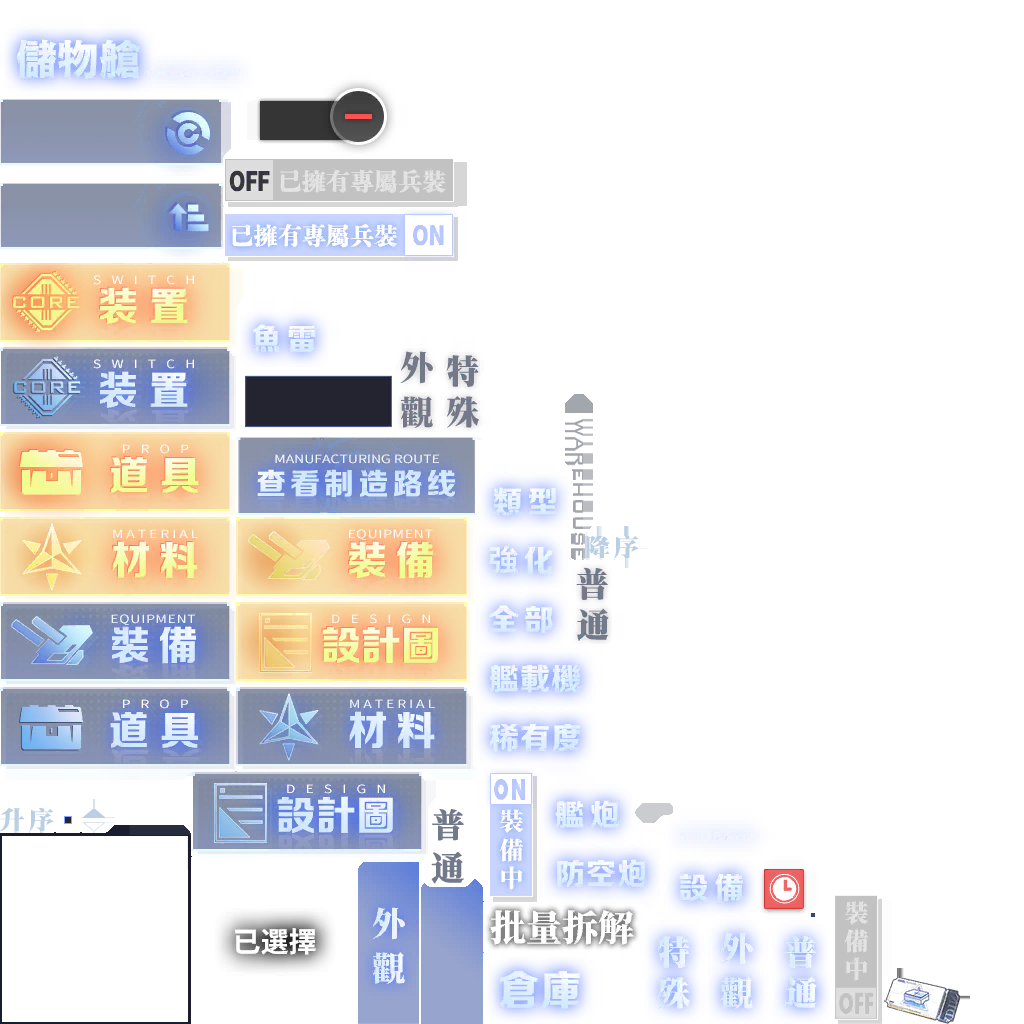 儲物艙
OFF 已擁有專屬兵裝
已擁有專屬兵裝 ON
SWITCH
CORE
装置
魚雷
SWITCH
CORE
装置
外觀
特殊
PROP
道具
MANUFACTURING ROUTE
查看制造路线
WAREHOUSE
類型
MATERIAL
材料
EQUIPMENT
裝備
強化
降序
普通
EQUIPMENT
裝備
DESIGN
設計圖
全部
艦載機
PROP
道具
MATERIAL
材料
稀有度
升序
DESIGN
設計圖
普通
ON
裝備中
艦炮
防空炮
設備
已選擇
外觀
批量拆解
倉庫
特殊
外觀
普通
裝備中
OFF